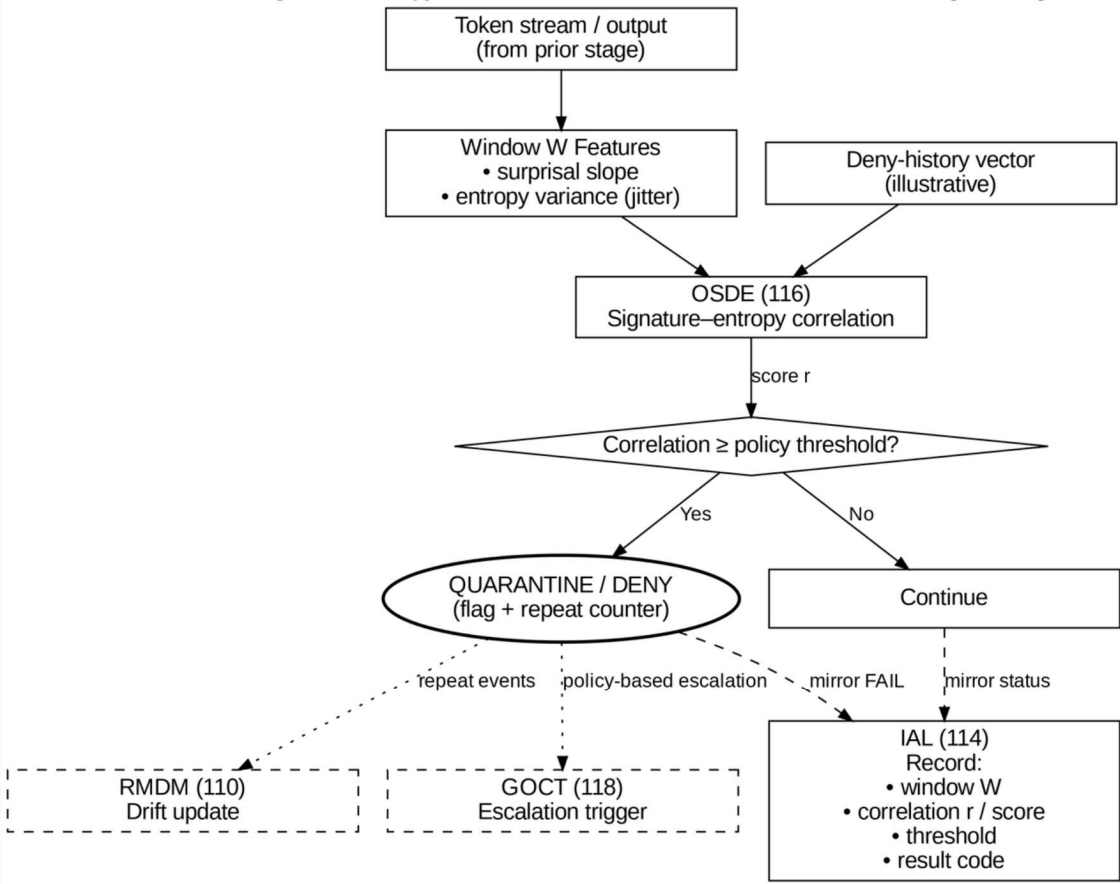 Token stream / output
(from prior stage)
Window W Features
• surprisal slope
• entropy variance (jitter)
Deny-history vector
(illustrative)
OSDE (116)
Signature–entropy correlation
score r
Correlation ≥ policy threshold?
Yes
No
QUARANTINE / DENY
(flag + repeat counter)
Continue
repeat events
policy-based escalation
mirror FAIL
mirror status
RMDM (110)
Drift update
GOCT (118)
Escalation trigger
IAL (114)
Record:
• window W
• correlation r / score
• threshold
• result code